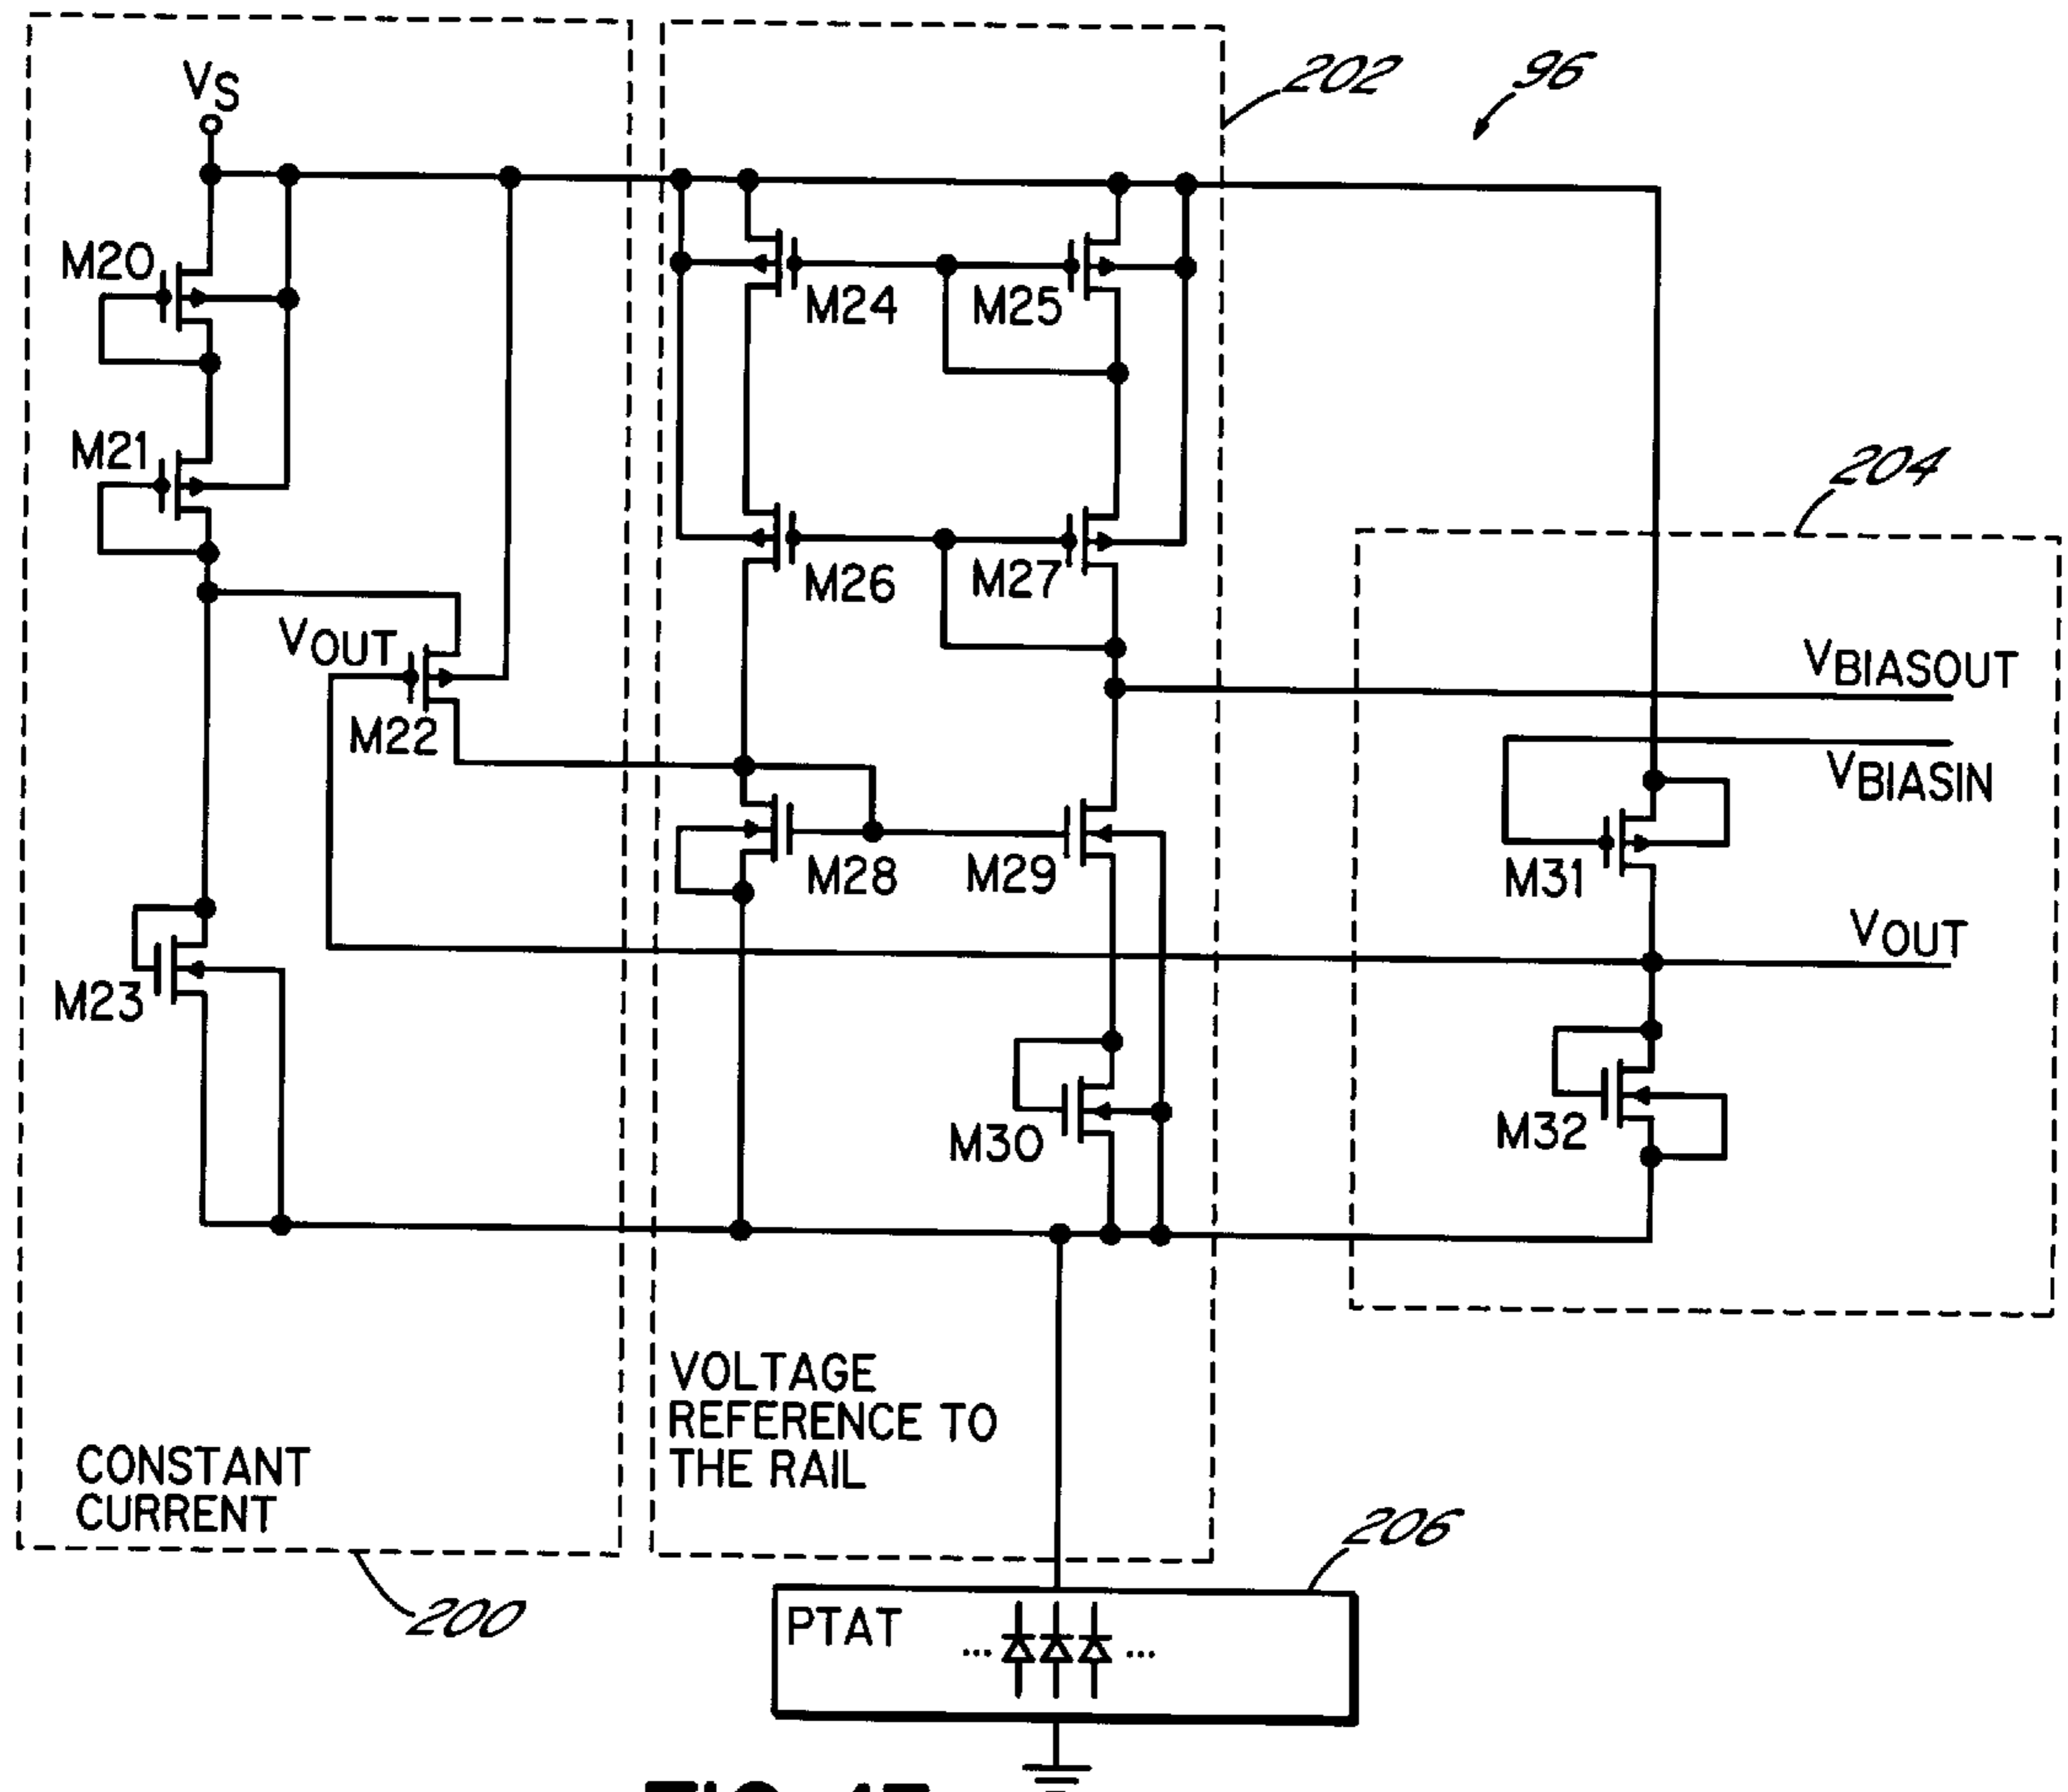 VS
202
96
M20
M24
M25
M21
204
M26
M27
VOUT
VBIASOUT
M22
VBIASIN
M28
M29
M31
VOUT
M23
M30
M32
VOLTAGE
REFERENCE TO
THE RAIL
CONSTANT
CURRENT
206
200
PTAT
... ...